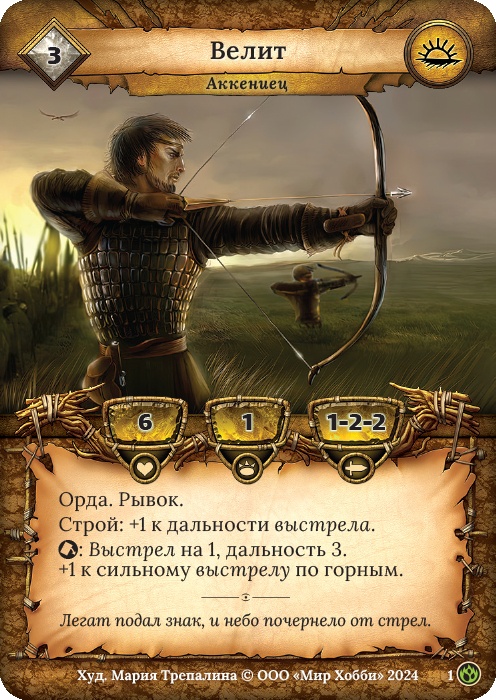 3
Велит
Аккениец
6
1
1-2-2
Орда. Рывок.
Строй: +1 к дальности выстрела.
: Выстрел на 1, дальность 3.
+1 к сильному выстрелу по горным.
Легат подал знак, и небо почернело от стрел.
Худ. Мария Трепалина © ООО «Мир Хобби» 2024
1